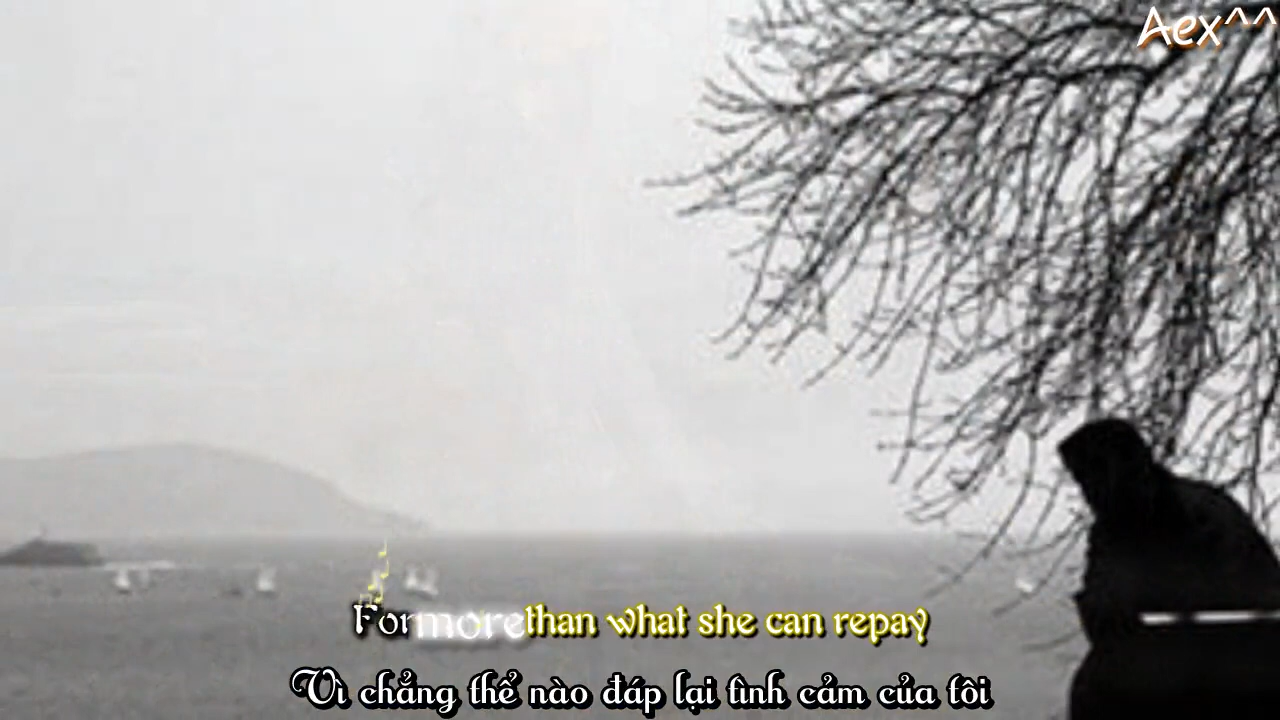 Aex^^
For more than what she can repay
Vì chẳng thể nào đáp lại tình cảm của tôi